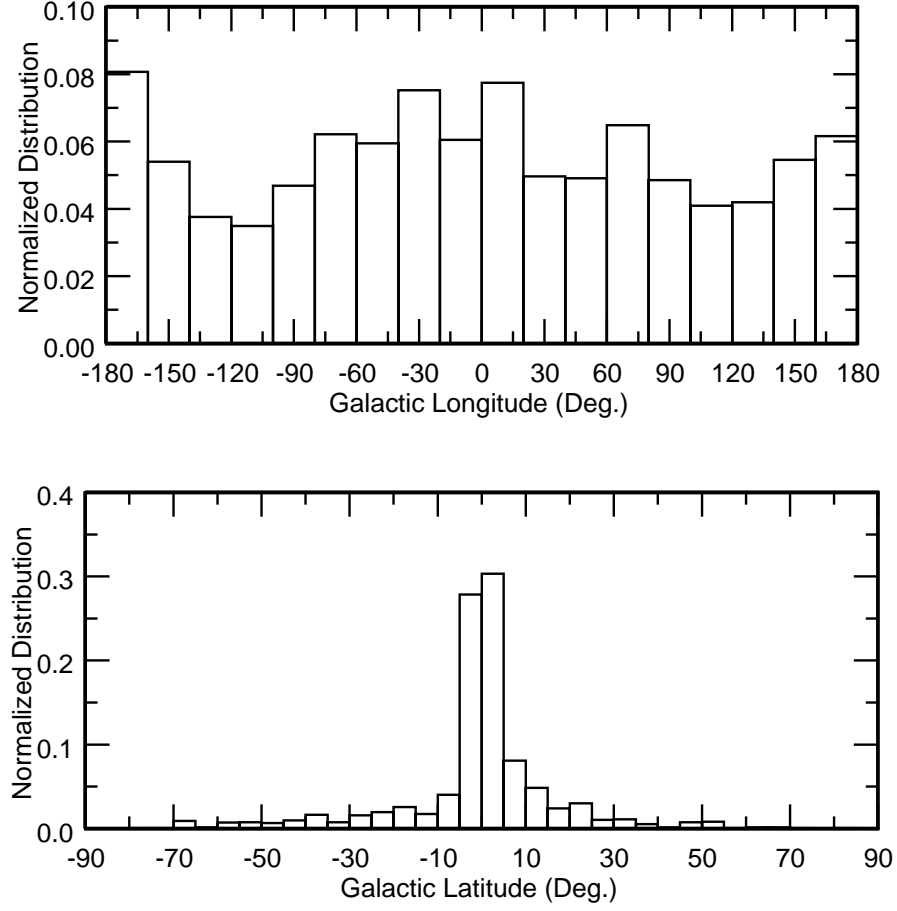 0.10
0.08
0.06
0.04
0.02
0.00
Normalized Distribution
-180 -150 -120 -90 -60 -30 0 30 60 90 120 150 180
Galactic Longitude (Deg.)
0.4
0.3
0.2
0.1
0.0
Normalized Distribution
-90 -70 -50 -30 -10 10 30 50 70 90
Galactic Latitude (Deg.)